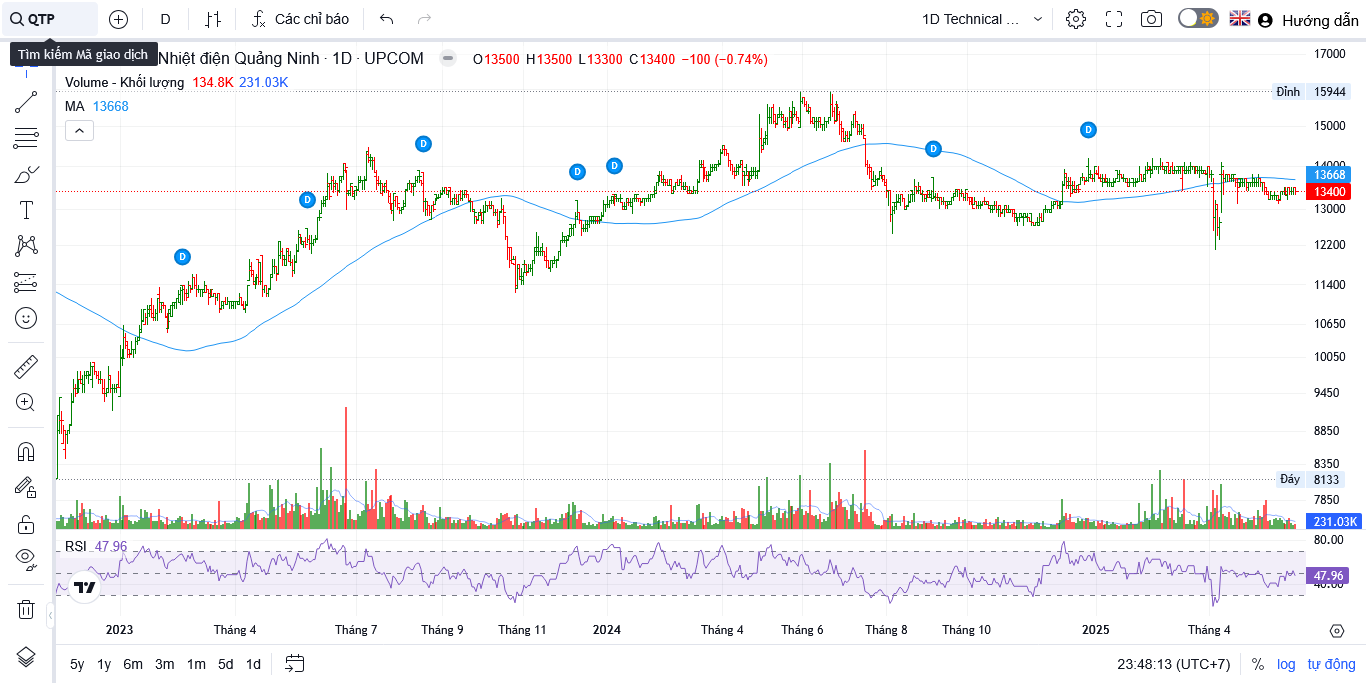 QTP
D
Các chỉ báo
1D Technical ...
Hướng dẫn
Tìm kiếm Mã giao dịch
Nhiệt điện Quảng Ninh · 1D · UPCOM
O13500 H13500 L13300 C13400 −100 (−0.74%)
Volume - Khối lượng 134.8K 231.03K
MA 13668
17000
Đỉnh 15944
15000
14000
13668
13400
13000
12200
11400
10650
10050
9450
8850
8350
Đáy 8133
7850
231.03K
D
D
D
D
D
D
D
RSI 47.96
80.00
47.96
40.00
2023
Tháng 4
Tháng 7
Tháng 9
Tháng 11
2024
Tháng 4
Tháng 6
Tháng 8
Tháng 10
2025
Tháng 4
5y 1y 6m 3m 1m 5d 1d
23:48:13 (UTC+7)
% log tự động